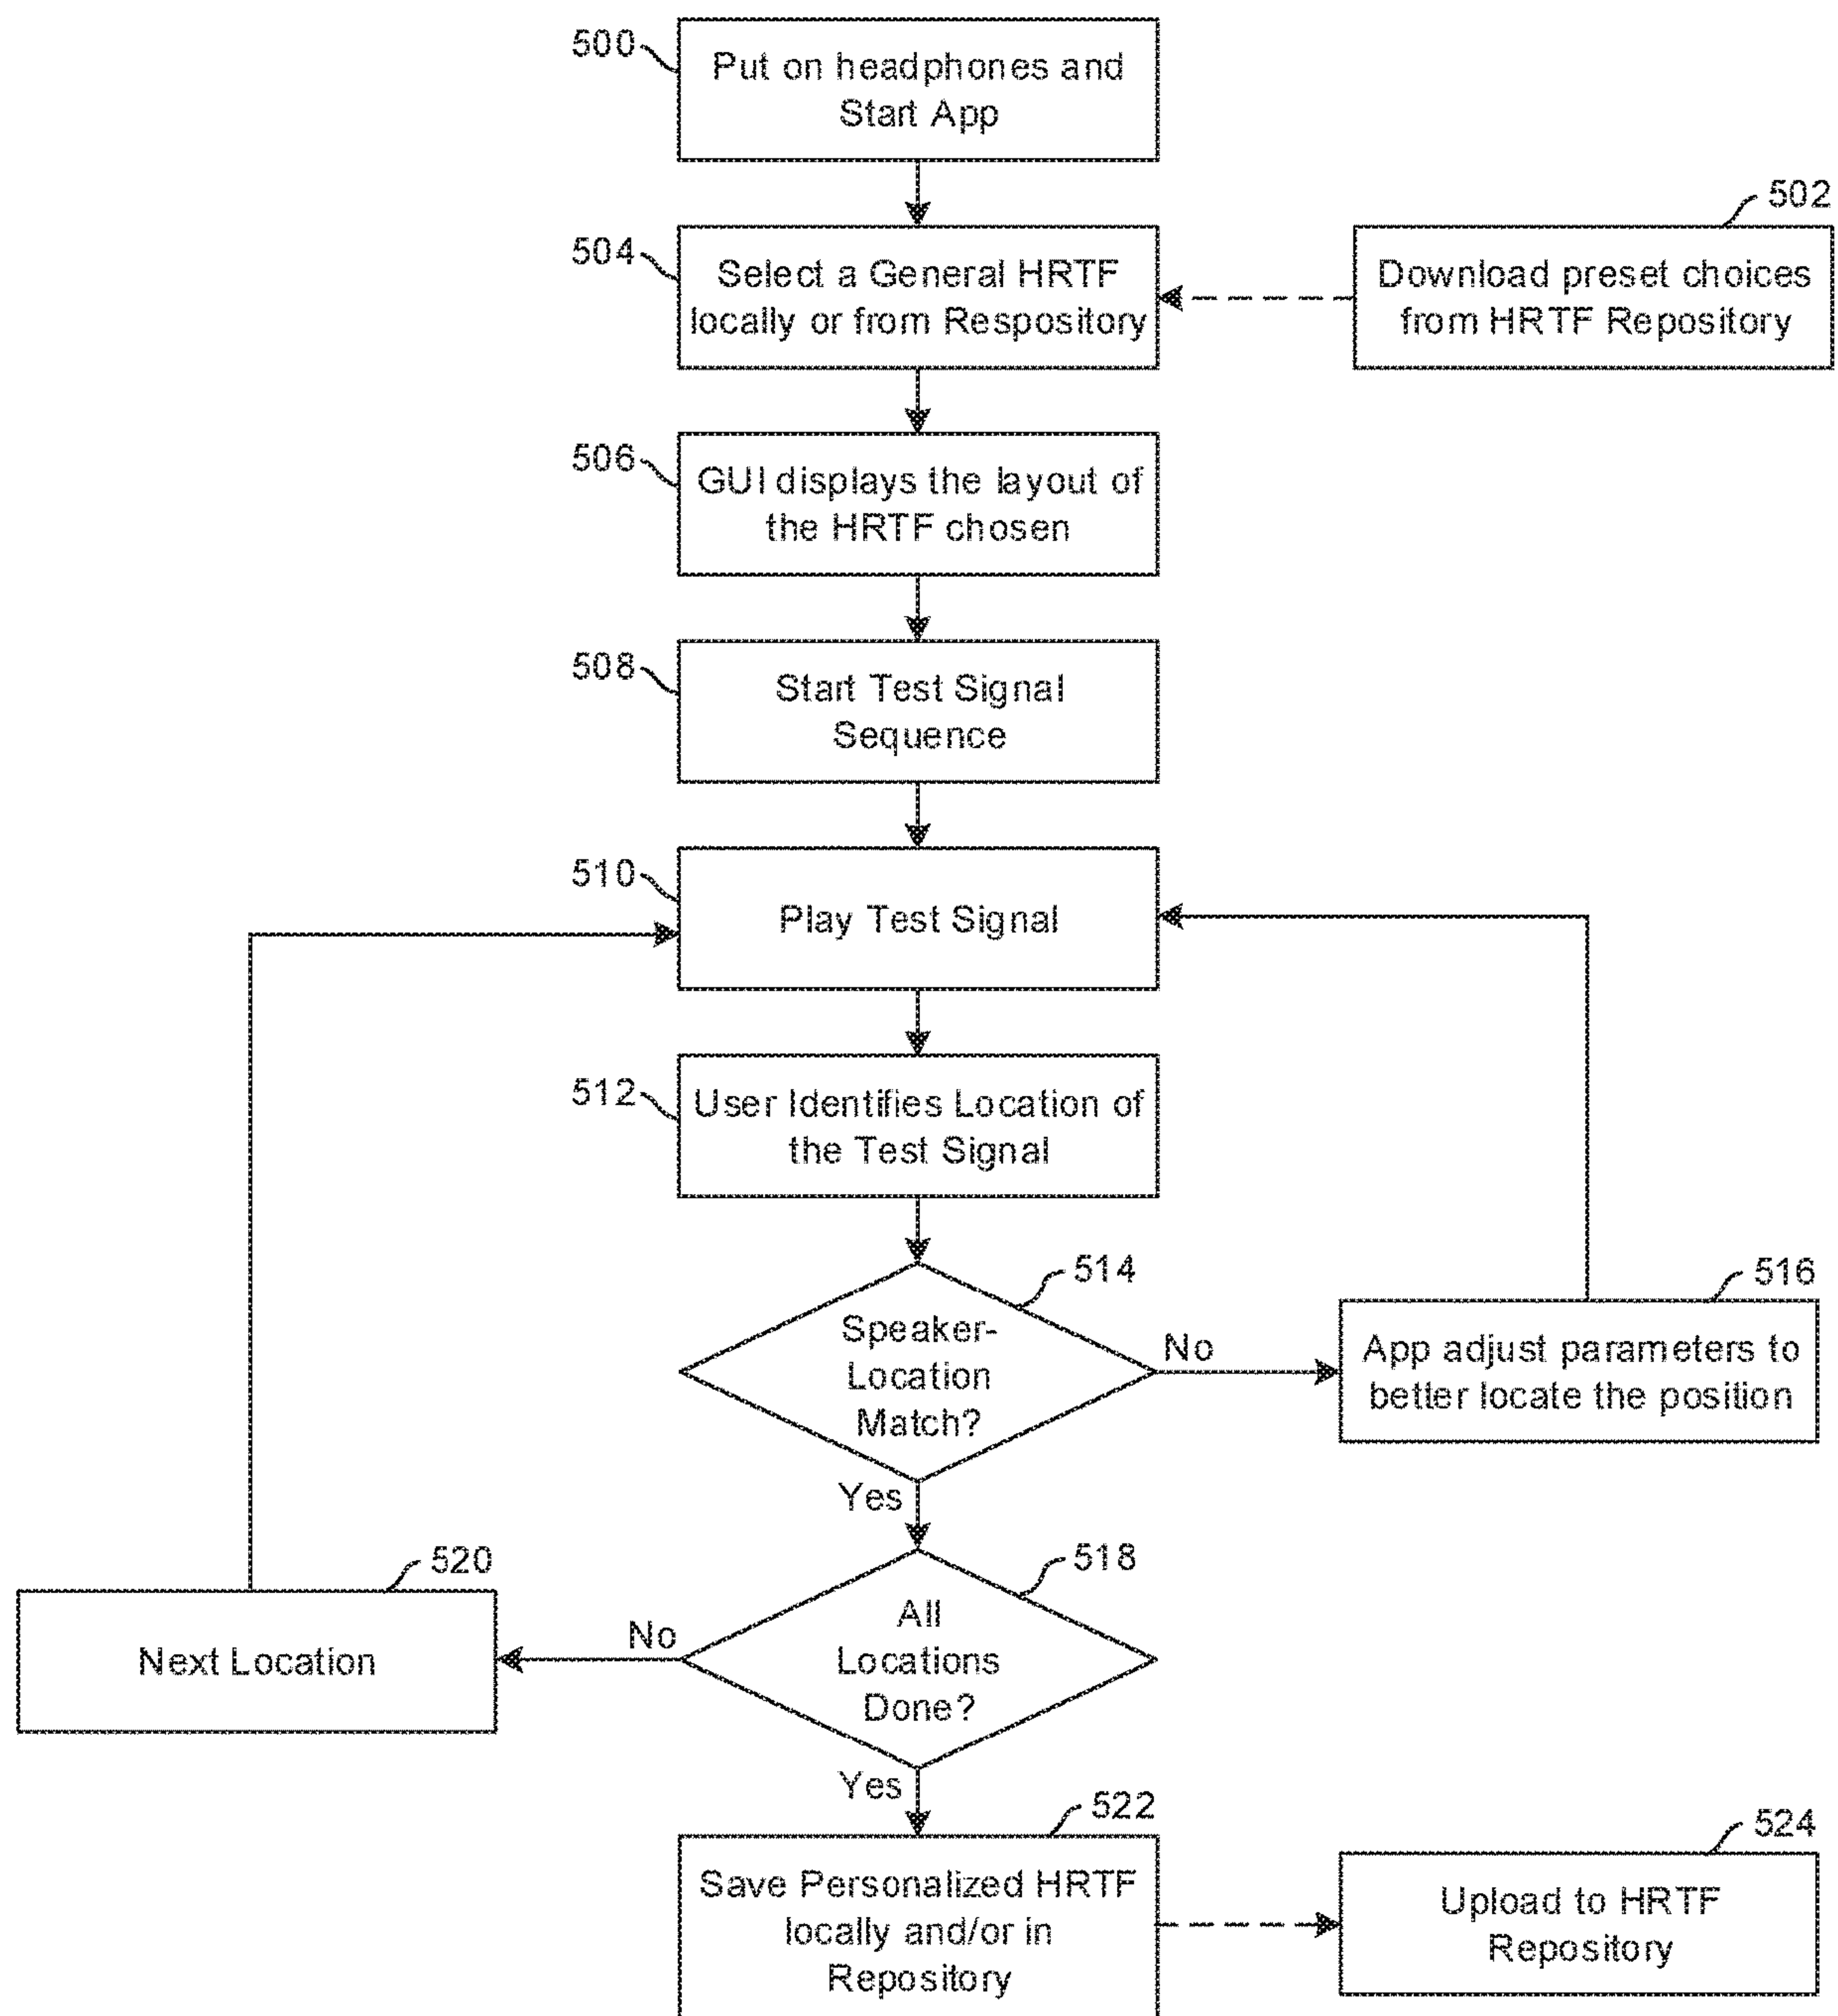 500
Put on headphones and
Start App
502
504
Select a General HRTF
locally or from Respository
Download preset choices
from HRTF Repository
506
GUI displays the layout of
the HRTF chosen
508
Start Test Signal
Sequence
510
Play Test Signal
512
User Identifies Location of
the Test Signal
514
Speaker-
Location
Match?
No
516
App adjust parameters to
better locate the position
Yes
518
All
Locations
Done?
No
520
Next Location
Yes
522
Save Personalized HRTF
locally and/or in
Repository
524
Upload to HRTF
Repository